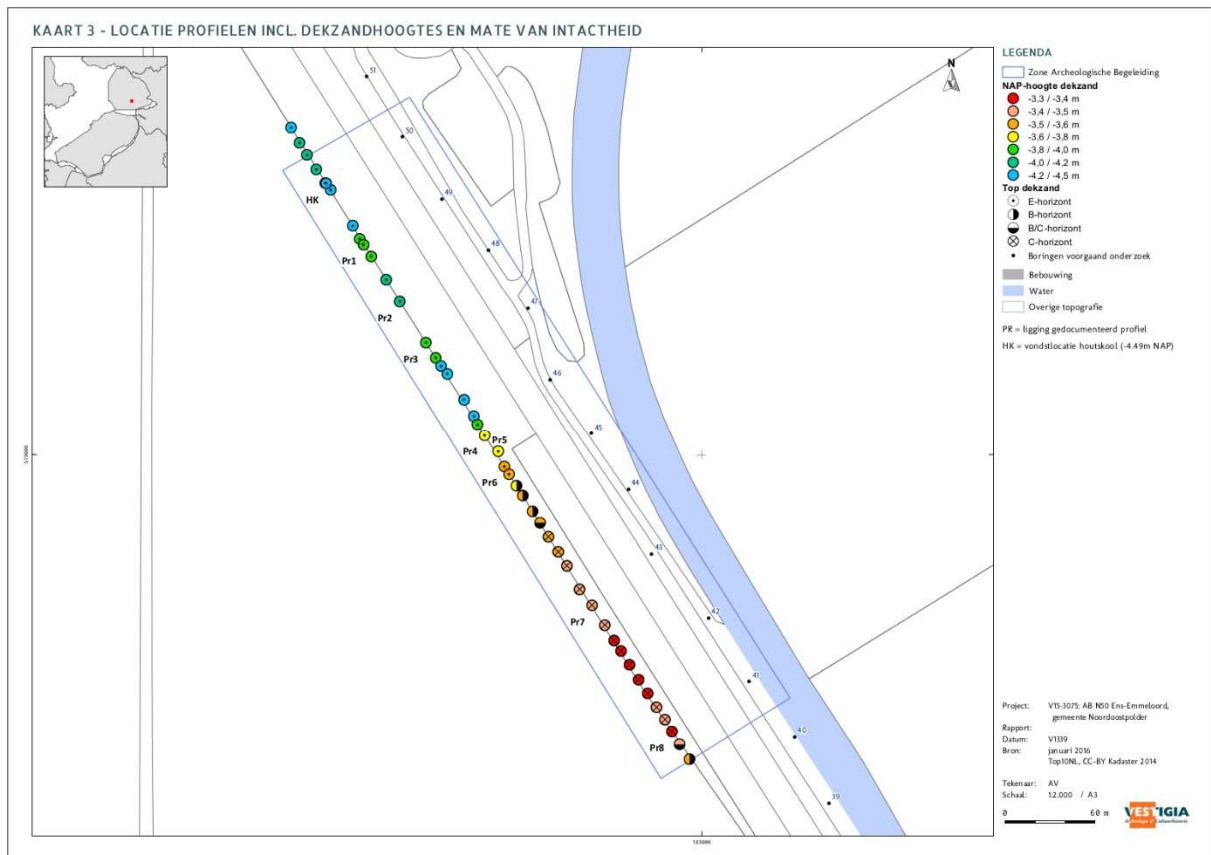 KAART 3 - LOCATIE PROFIELEN INCL. DEKZANDHOOGTES EN MATE VAN INTACTHEID
N
51
50
49
48
47
46
45
44
43
42
41
40
39
HK
Pr1
Pr2
Pr3
Pr4
Pr5
Pr6
Pr7
Pr8
183000
LEGENDA
Zone Archeologische Begeleiding
NAP-hoogte dekzand
-3,3 / -3,4 m
-3,4 / -3,5 m
-3,5 / -3,6 m
-3,6 / -3,8 m
-3,8 / -4,0 m
-4,0 / -4,2 m
-4,2 / -4,5 m
Top dekzand
E-horizont
B-horizont
B/C-horizont
C-horizont
Boringen voorgaand onderzoek
Bebouwing
Water
Overige topografie
PR = ligging gedocumenteerd profiel
HK = vondstlocatie houtskool (-4.49m NAP)
Project: V15-3075: AB N50 Ens-Emmeloord,
gemeente Noordoostpolder
Rapport:
Datum: V1339
Bron: januari 2016
Top10NL, CC-BY Kadaster 2014
Tekenaar: AV
Schaal: 1:2.000 / A3
0 60 m
VESTIGIA